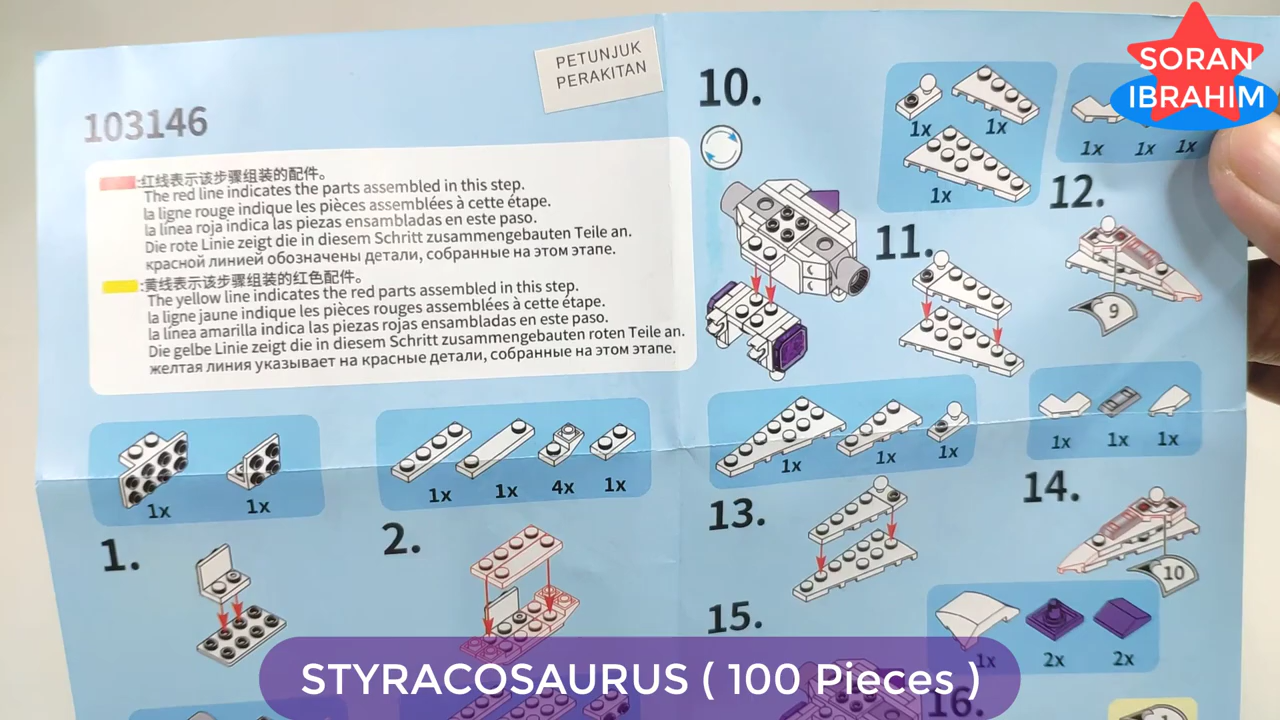 PETUNJUK
PERAKITAN
SORAN
IBRAHIM
103146
:红线表示该步骤组装的配件。
The red line indicates the parts assembled in this step.
la ligne rouge indique les pièces assemblées à cette étape.
la línea roja indica las piezas ensambladas en este paso.
Die rote Linie zeigt die in diesem Schritt zusammengebauten Teile an.
красной линией обозначены детали, собранные на этом этапе.
:黄线表示该步骤组装的红色配件。
The yellow line indicates the red parts assembled in this step.
la ligne jaune indique les pièces rouges assemblées à cette étape.
la línea amarilla indica las piezas rojas ensambladas en este paso.
Die gelbe Linie zeigt die in diesem Schritt zusammengebauten roten Teile an.
желтая линия указывает на красные детали, собранные на этом этапе.
1x 1x
1.
1x 1x 4x 1x
2.
10.
1x 1x
1x
11.
1x 1x 1x
12.
9
1x 1x 1x
13.
1x 1x 1x
14.
10
15.
1x 2x 2x
16.
STYRACOSAURUS ( 100 Pieces )